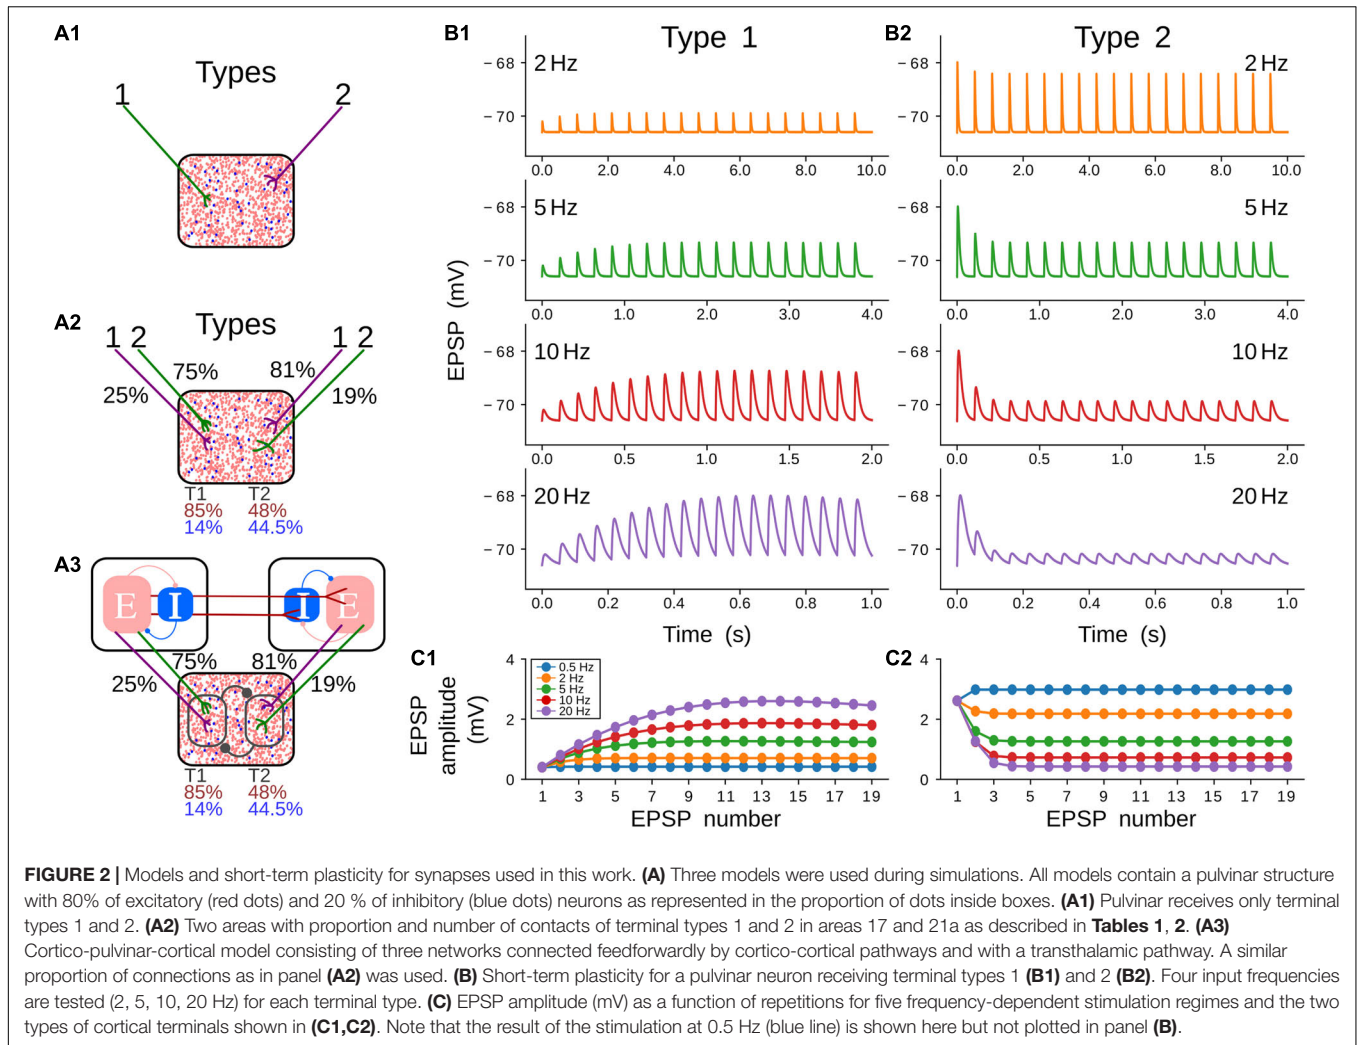 A1
Types
1 2
A2
Types
1 2 1 2
75% 81%
25% 19%
T1 T2
85% 48%
14% 44.5%
A3
E I I E
75% 81%
25% 19%
T1 T2
85% 48%
14% 44.5%
B1 Type 1
2 Hz
−68
−70
0.0 2.0 4.0 6.0 8.0 10.0
5 Hz
−68
−70
0.0 1.0 2.0 3.0 4.0
10 Hz
−68
−70
0.0 0.5 1.0 1.5 2.0
20 Hz
−68
−70
0.0 0.2 0.4 0.6 0.8 1.0
EPSP (mV)
Time (s)
B2 Type 2
2 Hz
−68
−70
0.0 2.0 4.0 6.0 8.0 10.0
5 Hz
−68
−70
0.0 1.0 2.0 3.0 4.0
10 Hz
−68
−70
0.0 0.5 1.0 1.5 2.0
20 Hz
−68
−70
0.0 0.2 0.4 0.6 0.8 1.0
Time (s)
C1
EPSP
amplitude
(mV)
4
2
0
0.5 Hz
2 Hz
5 Hz
10 Hz
20 Hz
1 3 5 7 9 11 13 15 17 19
EPSP number
C2
4
2
0
1 3 5 7 9 11 13 15 17 19
EPSP number
FIGURE 2 | Models and short-term plasticity for synapses used in this work. (A) Three models were used during simulations. All models contain a pulvinar structure
with 80% of excitatory (red dots) and 20 % of inhibitory (blue dots) neurons as represented in the proportion of dots inside boxes. (A1) Pulvinar receives only terminal
types 1 and 2. (A2) Two areas with proportion and number of contacts of terminal types 1 and 2 in areas 17 and 21a as described in Tables 1, 2. (A3)
Cortico-pulvinar-cortical model consisting of three networks connected feedforwardly by cortico-cortical pathways and with a transthalamic pathway. A similar
proportion of connections as in panel (A2) was used. (B) Short-term plasticity for a pulvinar neuron receiving terminal types 1 (B1) and 2 (B2). Four input frequencies
are tested (2, 5, 10, 20 Hz) for each terminal type. (C) EPSP amplitude (mV) as a function of repetitions for five frequency-dependent stimulation regimes and the two
types of cortical terminals shown in (C1,C2). Note that the result of the stimulation at 0.5 Hz (blue line) is shown here but not plotted in panel (B).